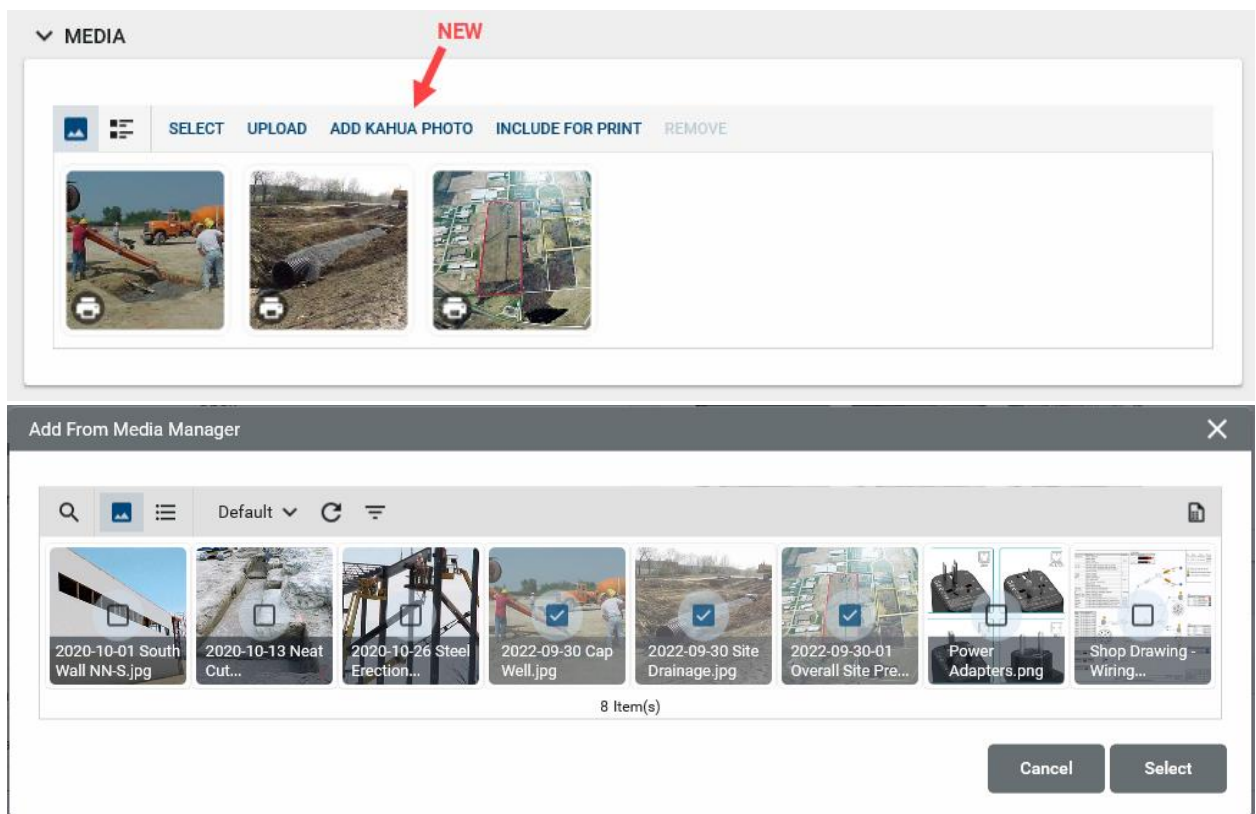 MEDIA
NEW
SELECT UPLOAD ADD KAHUA PHOTO INCLUDE FOR PRINT REMOVE
Add From Media Manager
Default
2020-10-01 South
Wall NN-S.jpg
2020-10-13 Neat
Cut...
2020-10-26 Steel
Erection...
2022-09-30 Cap
Well.jpg
2022-09-30 Site
Drainage.jpg
2022-09-30-01
Overall Site Pre...
Power
Adapters.png
Shop Drawing -
Wiring...
8 Item(s)
Cancel Select